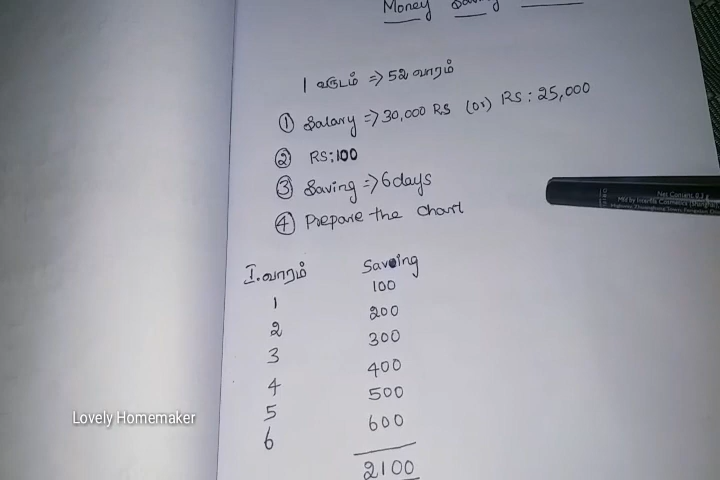 Money Saving
1 வருடம் => 52 வாரம்
① Salary => 30,000 RS (or) RS : 25,000
② RS:100
③ Saving => 6 days
④ Prepare the chart
I. வாரம் Saving
1 100
2 200
3 300
4 400
5 500
6 600
2100
Lovely Homemaker